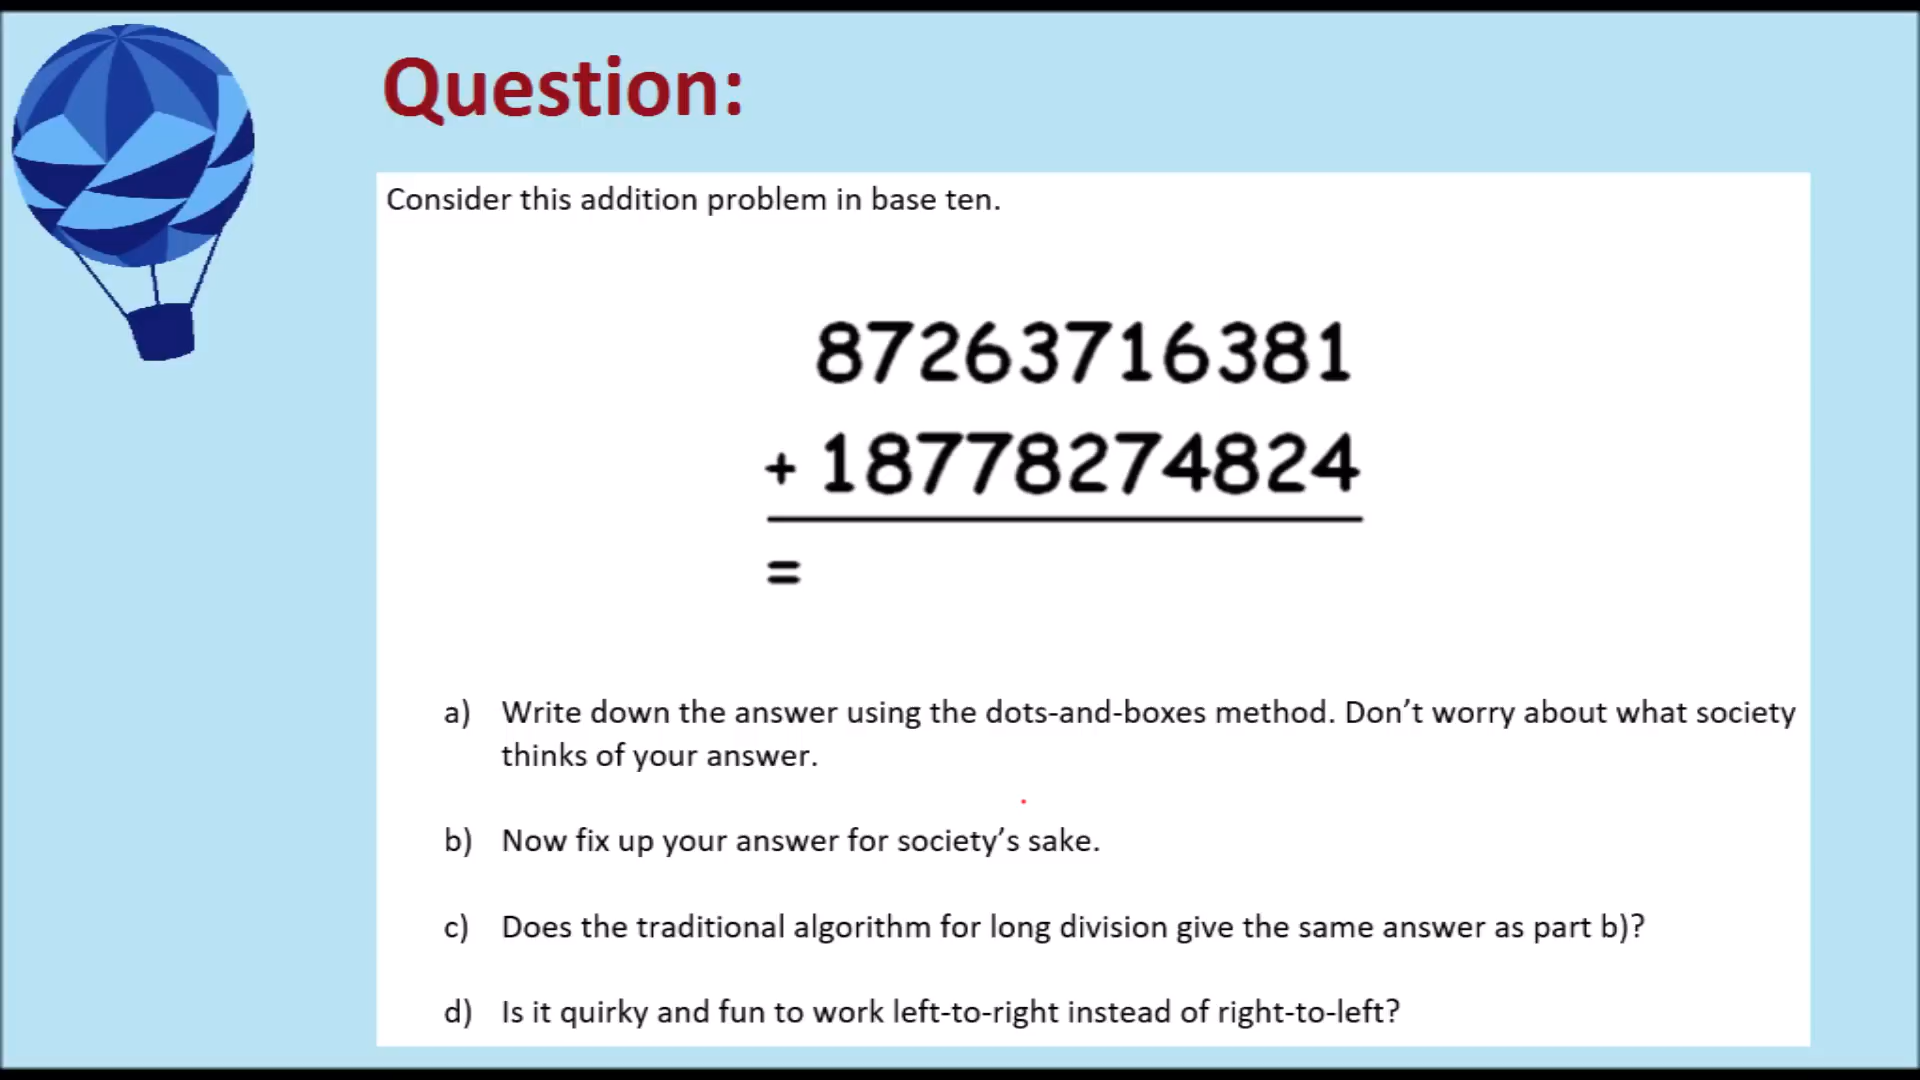 Question:
Consider this addition problem in base ten.
87263716381
+ 18778274824
=
a) Write down the answer using the dots-and-boxes method. Don’t worry about what society
thinks of your answer.
b) Now fix up your answer for society’s sake.
c) Does the traditional algorithm for long division give the same answer as part b)?
d) Is it quirky and fun to work left-to-right instead of right-to-left?